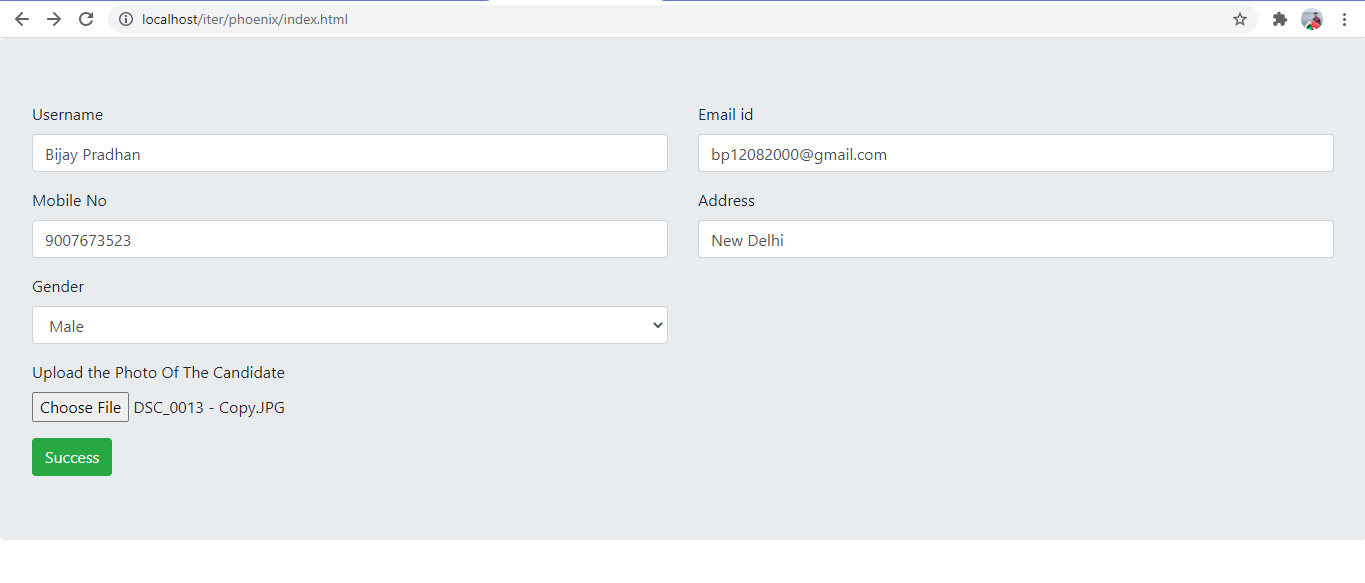 localhost/iter/phoenix/index.html
Username
Email id
Bijay Pradhan
bp12082000@gmail.com
Mobile No
Address
9007673523
New Delhi
Gender
Male
Upload the Photo Of The Candidate
Choose File DSC_0013 - Copy.JPG
Success